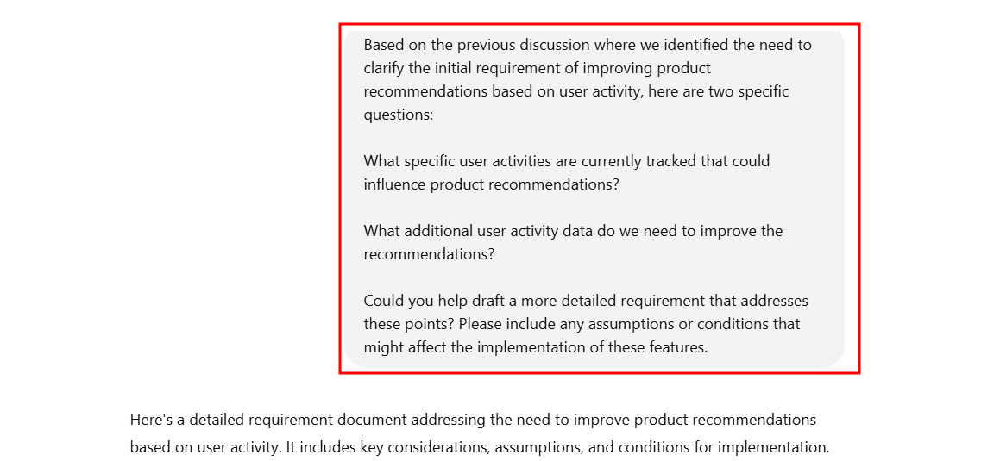 Based on the previous discussion where we identified the need to
clarify the initial requirement of improving product
recommendations based on user activity, here are two specific
questions:
What specific user activities are currently tracked that could
influence product recommendations?
What additional user activity data do we need to improve the
recommendations?
Could you help draft a more detailed requirement that addresses
these points? Please include any assumptions or conditions that
might affect the implementation of these features.
Here's a detailed requirement document addressing the need to improve product recommendations
based on user activity. It includes key considerations, assumptions, and conditions for implementation.